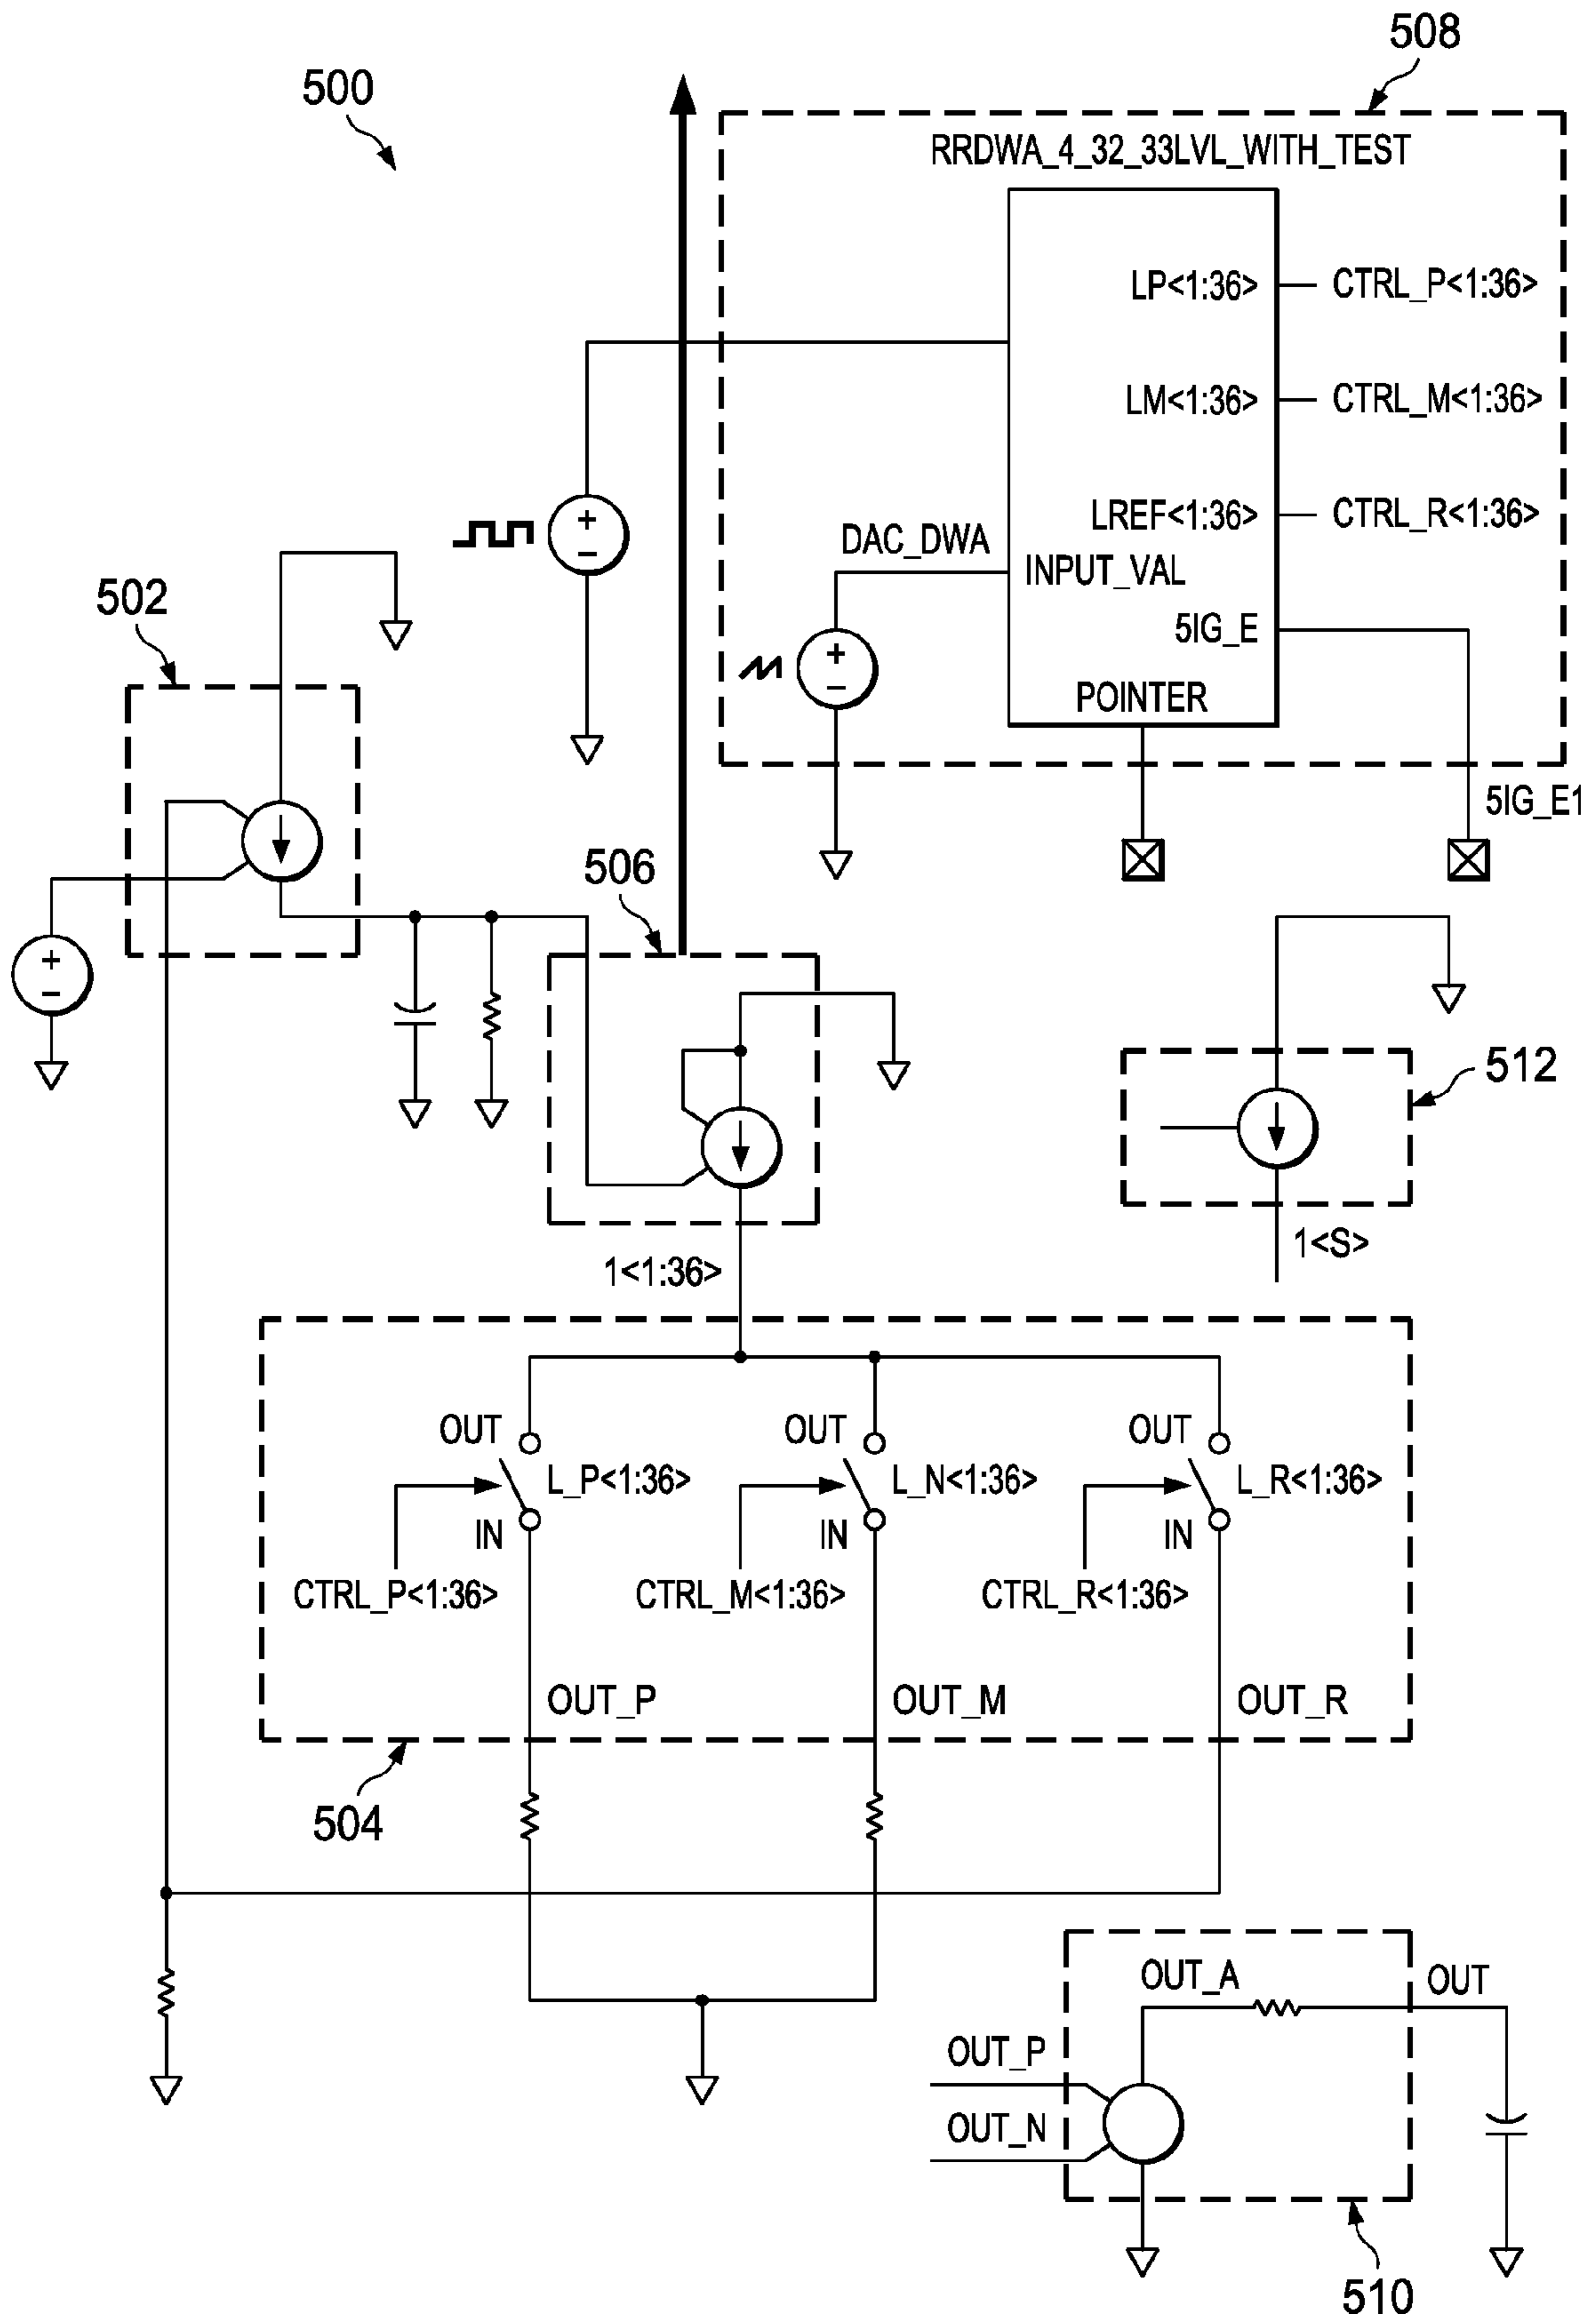 508
500
RRDWA_4_32_33LVL_WITH_TEST
LP<1:36> CTRL_P<1:36>
LM<1:36> CTRL_M<1:36>
LREF<1:36> CTRL_R<1:36>
DAC_DWA
INPUT_VAL
5IG_E
POINTER
502
5IG_E1
506
512
1<S>
1<1:36>
OUT OUT OUT
L_P<1:36> L_N<1:36> L_R<1:36>
IN IN IN
CTRL_P<1:36> CTRL_M<1:36> CTRL_R<1:36>
OUT_P OUT_M OUT_R
504
OUT_A OUT
OUT_P
OUT_N
510